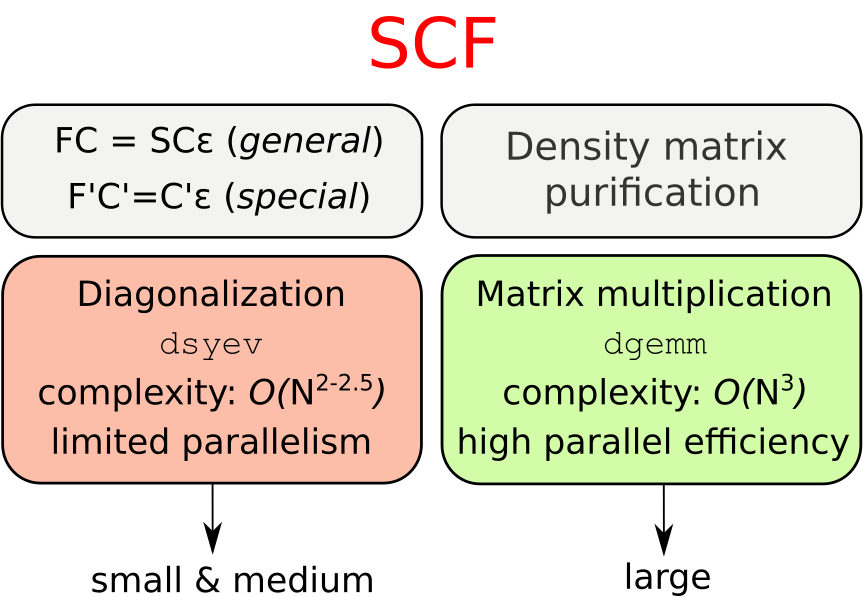 SCF
FC = SCε (general)
F'C'=C'ε (special)
Density matrix
purification
Diagonalization
dsyev
complexity: O(N^2-2.5)
limited parallelism
Matrix multiplication
dgemm
complexity: O(N^3)
high parallel efficiency
small & medium
large